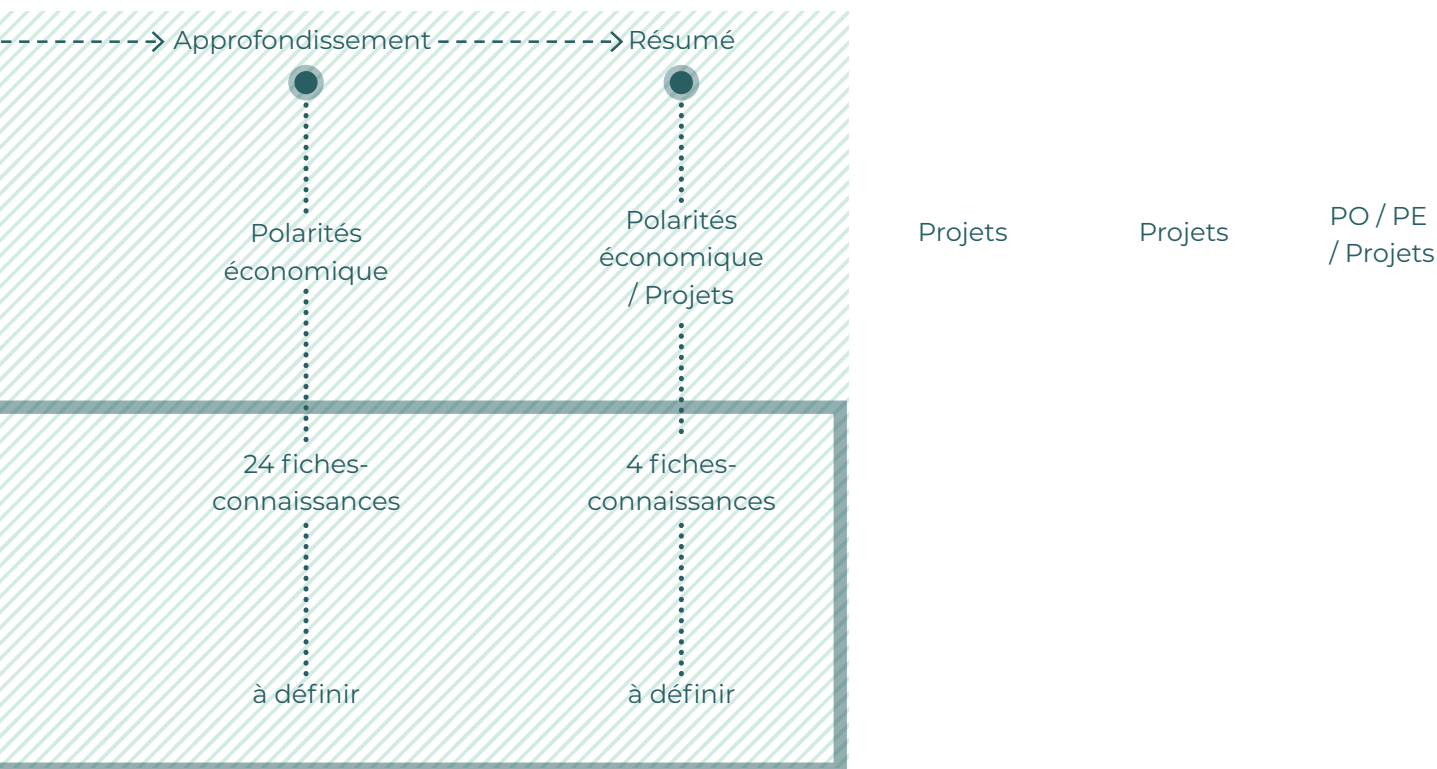 Approfondissement
Résumé
Polarités
économique
Polarités
économique
/ Projets
Projets
Projets
PO / PE
/ Projets
24 fiches-
connaissances
4 fiches-
connaissances
à définir
à définir